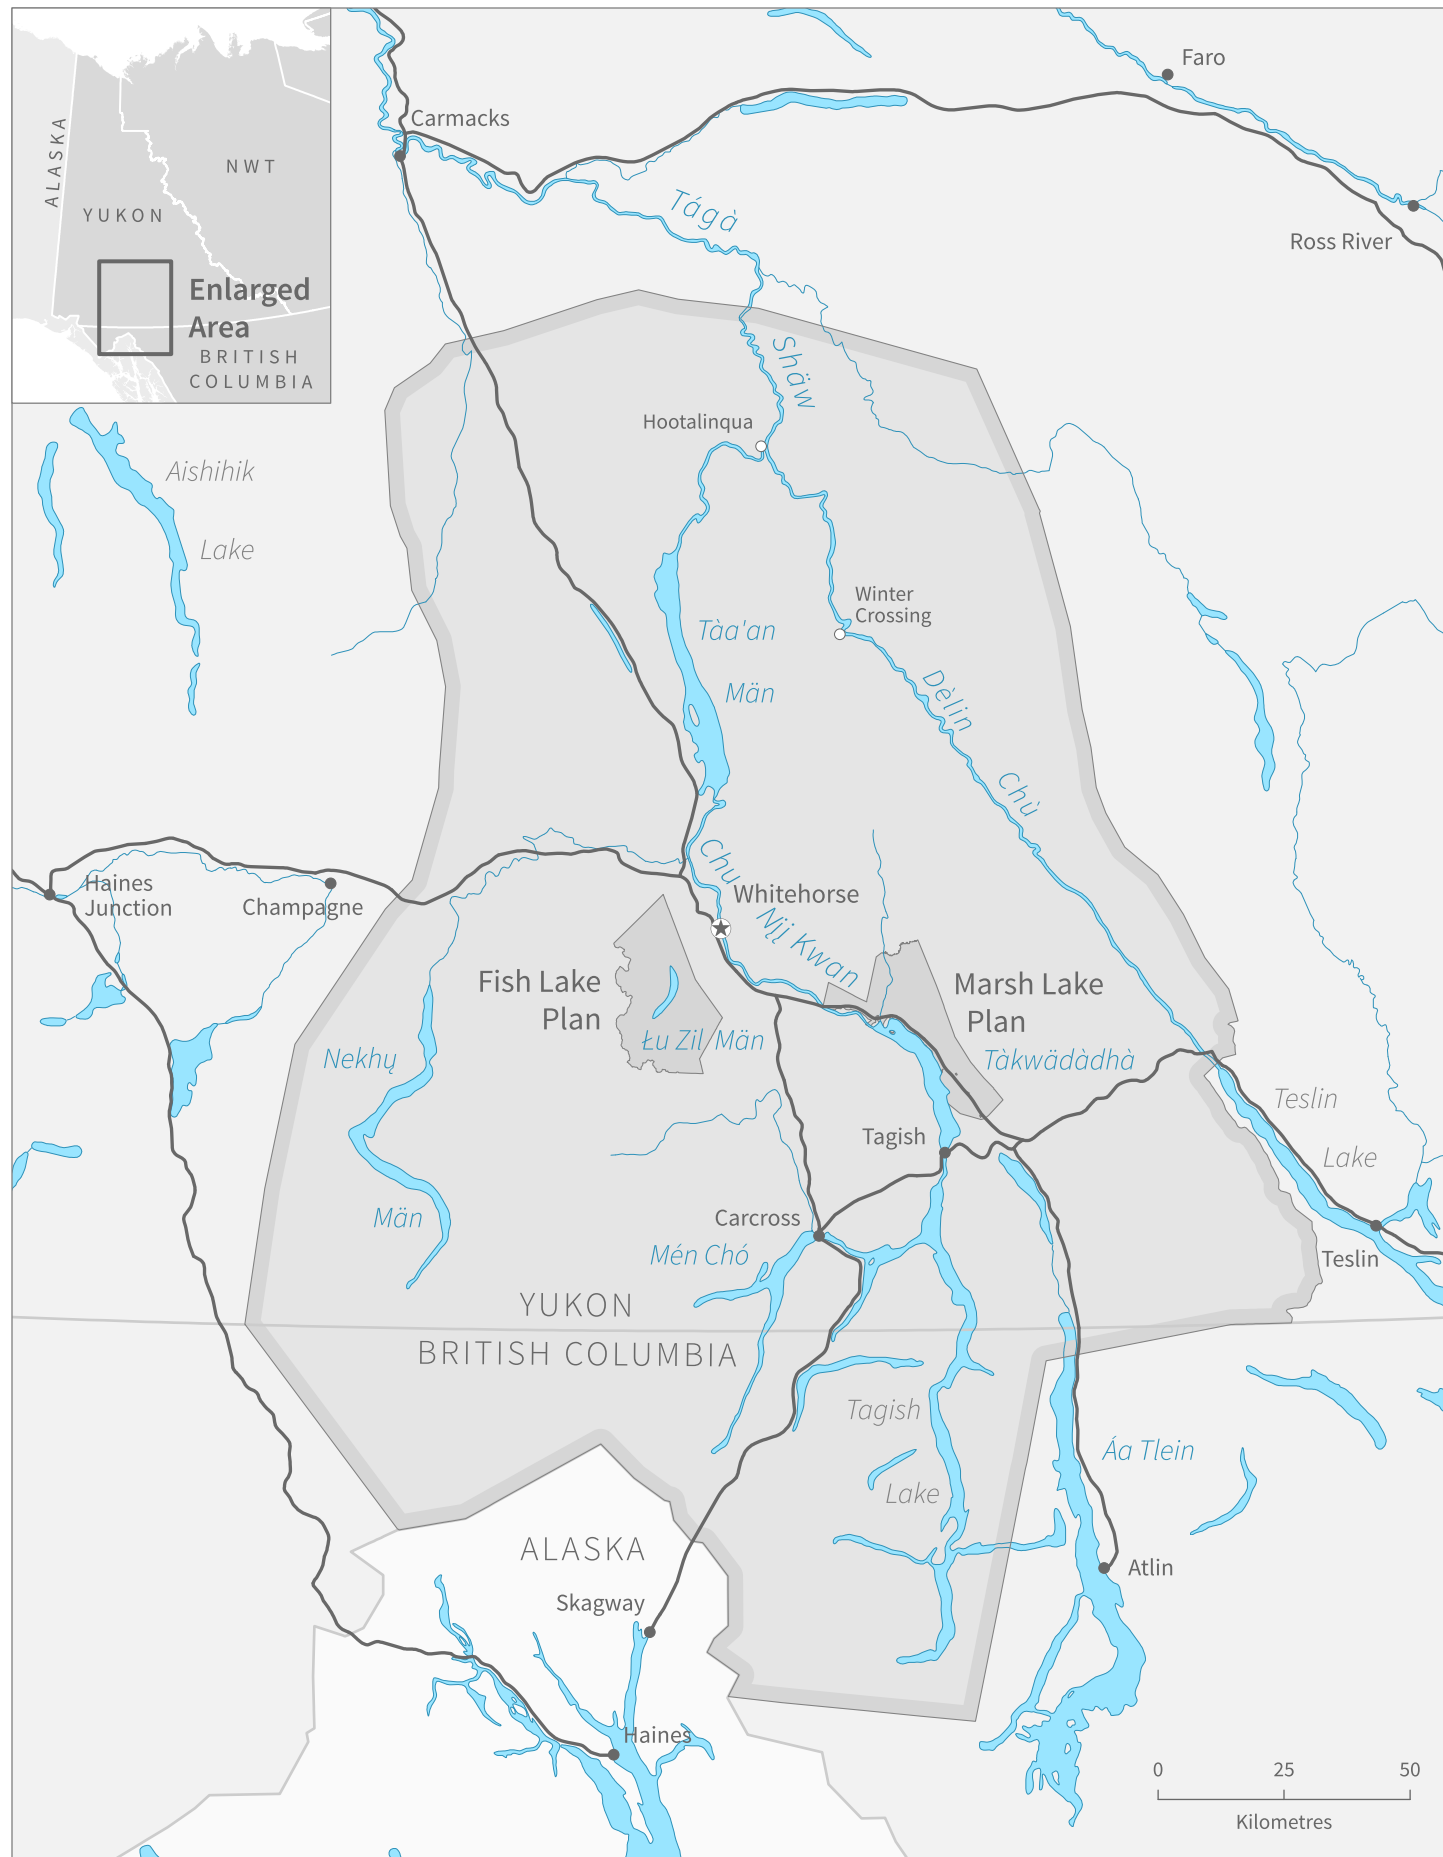 ALASKA
NWT
YUKON
Enlarged
Area
BRITISH
COLUMBIA
Faro
Carmacks
Ross River
Tágà
Shäw
Hootalinqua
Aishihik
Lake
Winter
Crossing
Tàa'an
Män
Dèlin
Chù
Haines
Junction
Champagne
Chu
Nįį Kwan
Whitehorse
Fish Lake
Plan
Łu Zil Män
Marsh Lake
Plan
Tàkwädàdhà
Nekhų
Män
Teslin
Lake
Tagish
Carcross
Mén Chó
Teslin
YUKON
BRITISH COLUMBIA
Tagish
Lake
Áa Tlein
ALASKA
Atlin
Skagway
Haines
0 25 50
Kilometres